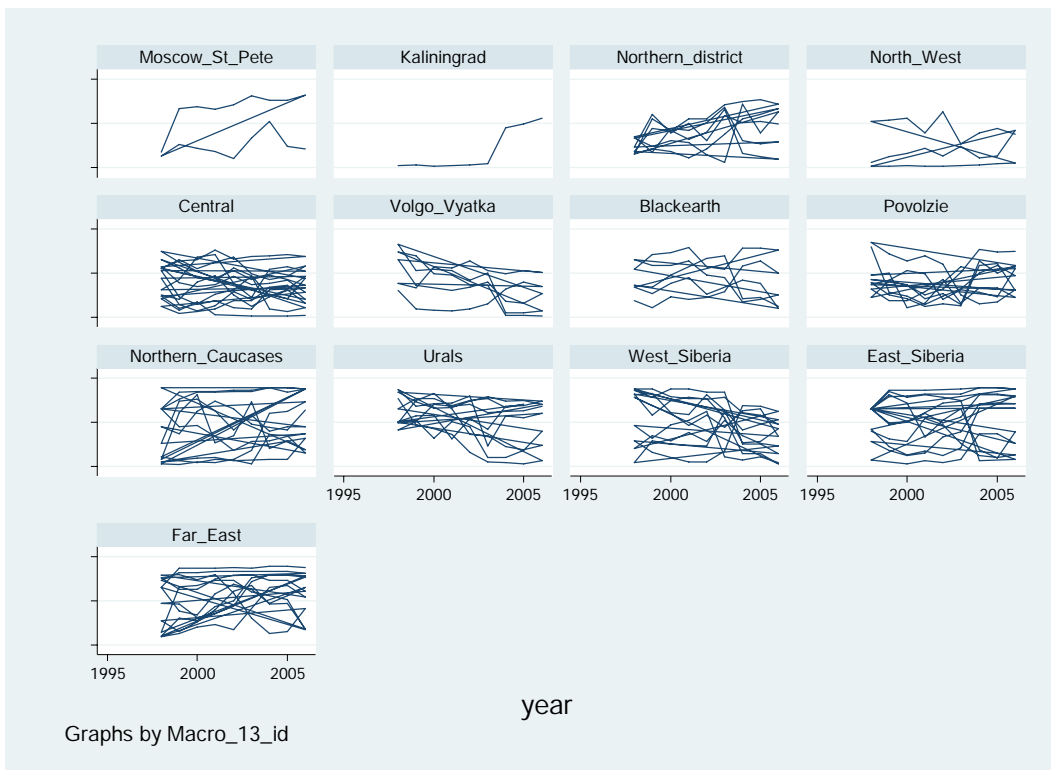 Moscow_St_Pete Kaliningrad Northern_district North_West
Central Volgo_Vyatka Blackearth Povolzie
Northern_Caucases Urals West_Siberia East_Siberia
1995 2000 2005 1995 2000 2005 1995 2000 2005
Far_East
1995 2000 2005
year
Graphs by Macro_13_id